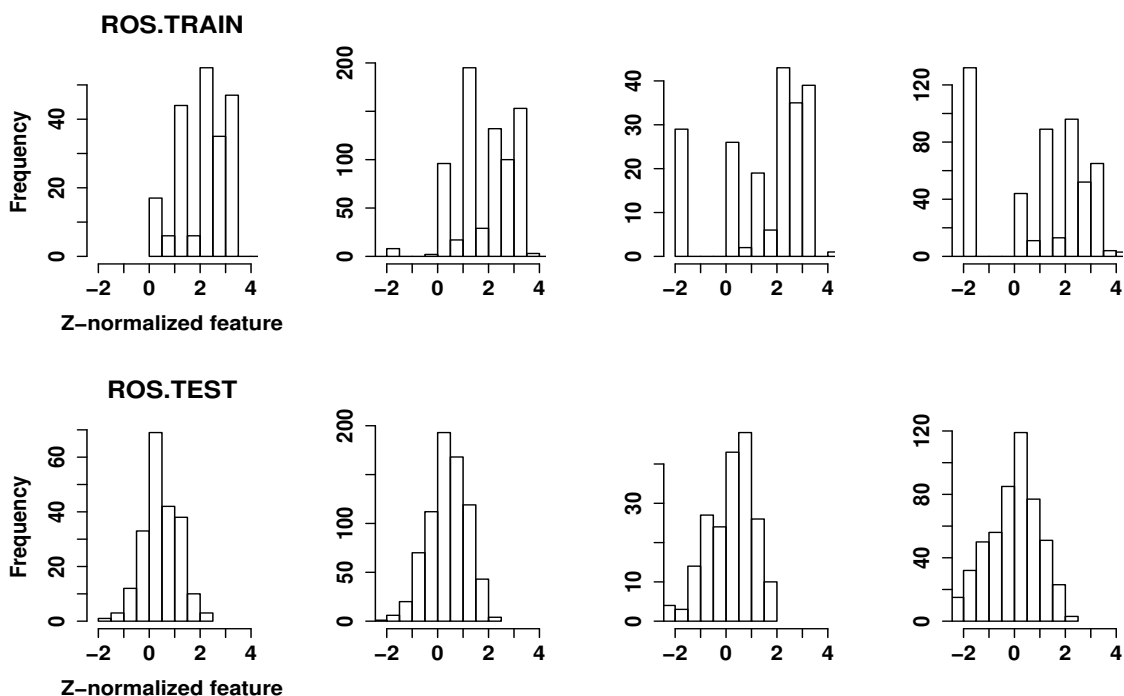 ROS.TRAIN
Frequency
0 20 40
−2 0 2 4
Z−normalized feature
0 50 100 200
−2 0 2 4
0 10 20 30 40
−2 0 2 4
0 40 80 120
−2 0 2 4
ROS.TEST
Frequency
0 20 40 60
−2 0 2 4
Z−normalized feature
0 50 100 200
−2 0 2 4
0 10 30
−2 0 2 4
0 40 80 120
−2 0 2 4